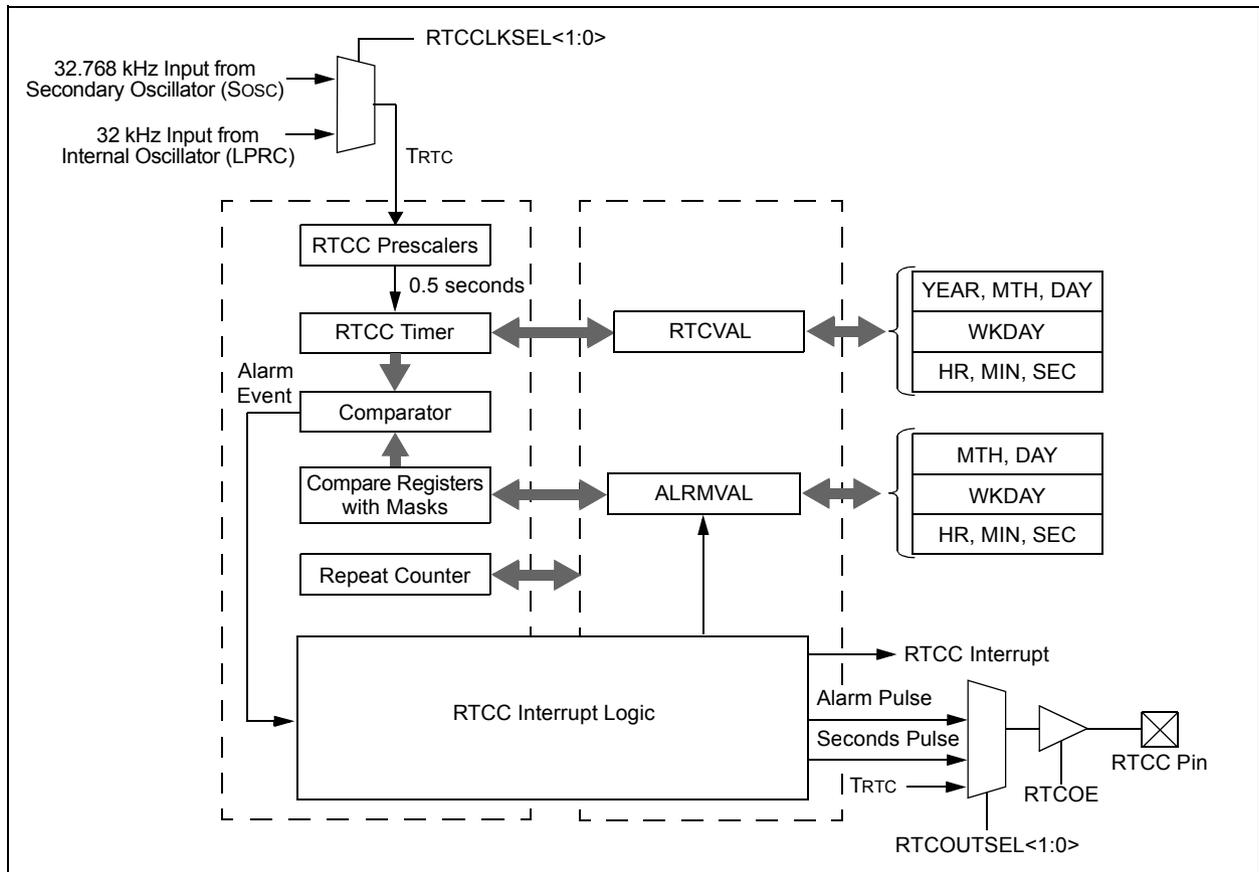 RTCCLKSEL<1:0>
32.768 kHz Input from
Secondary Oscillator (SOSC)
32 kHz Input from
Internal Oscillator (LPRC)
TRTC
RTCC Prescalers
0.5 seconds
RTCC Timer
RTCVAL
YEAR, MTH, DAY
WKDAY
HR, MIN, SEC
Alarm
Event
Comparator
Compare Registers
with Masks
ALRMVAL
MTH, DAY
WKDAY
HR, MIN, SEC
Repeat Counter
RTCC Interrupt Logic
RTCC Interrupt
Alarm Pulse
Seconds Pulse
TRTC
RTCC Pin
RTCOE
RTCOUTSEL<1:0>